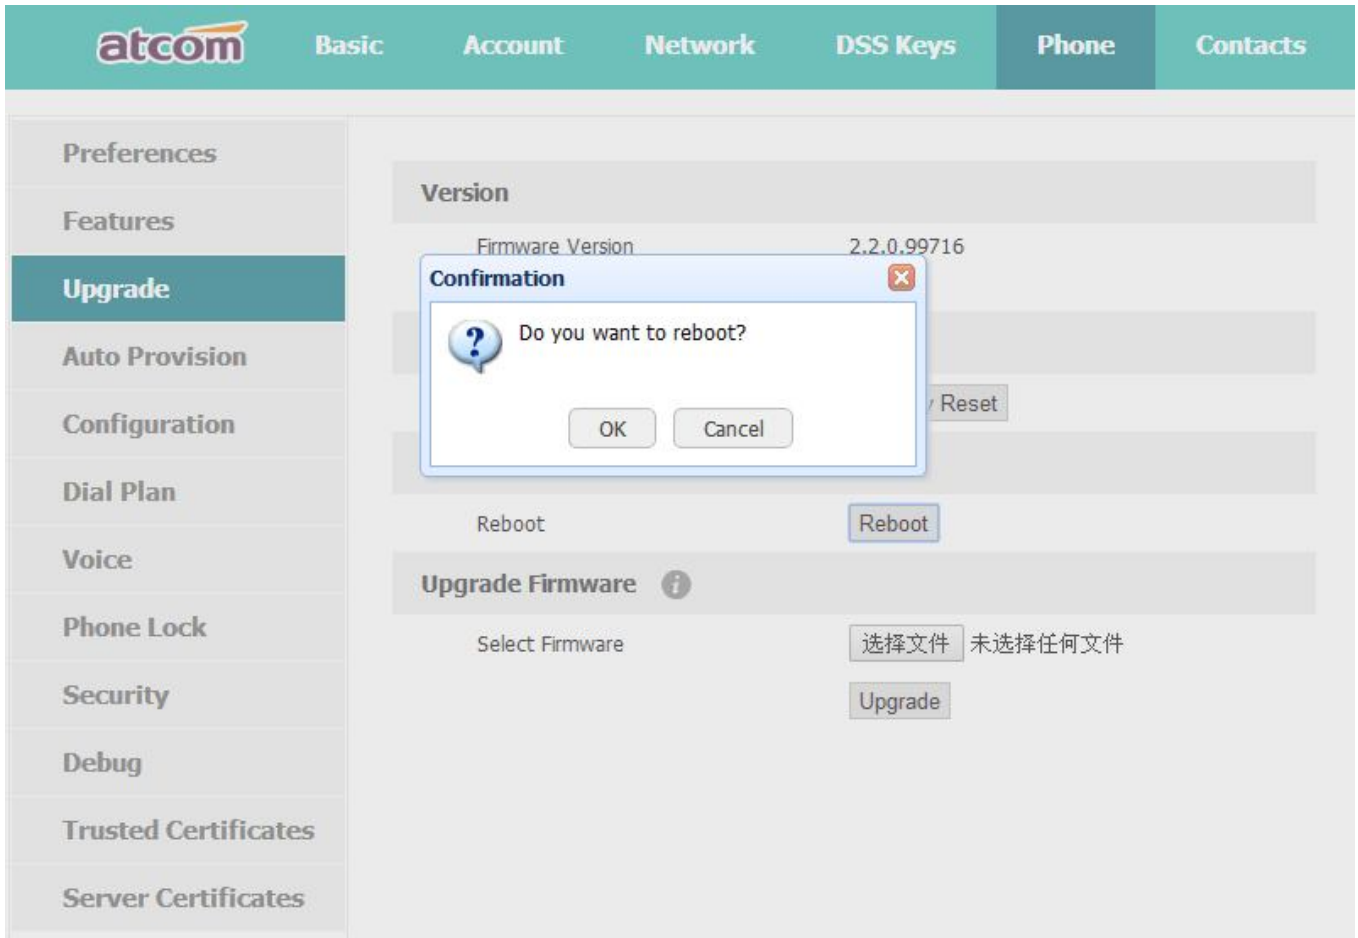 atcom Basic Account Network DSS Keys Phone Contacts
Preferences
Features
Upgrade
Auto Provision
Configuration
Dial Plan
Voice
Phone Lock
Security
Debug
Trusted Certificates
Server Certificates
Version
Firmware Version 2.2.0.99716
Confirmation
Do you want to reboot?
OK Cancel
Reset
Reboot Reboot
Upgrade Firmware
Select Firmware 选择文件 未选择任何文件
Upgrade